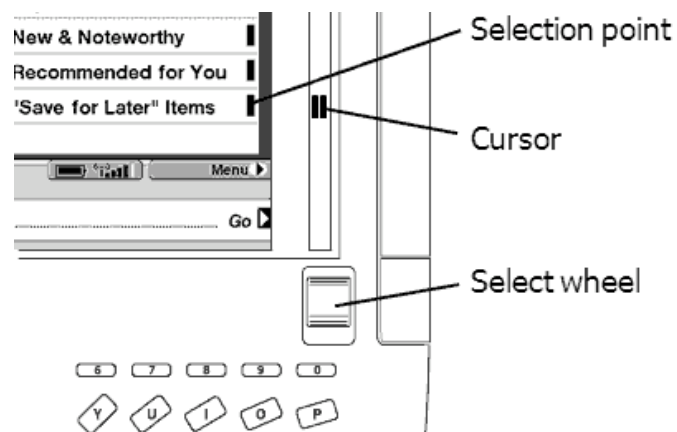 New & Noteworthy
Selection point
Recommended for You
"Save for Later" Items
Cursor
Menu
Go
Select wheel
6 7 8 9 0
Y U I O P